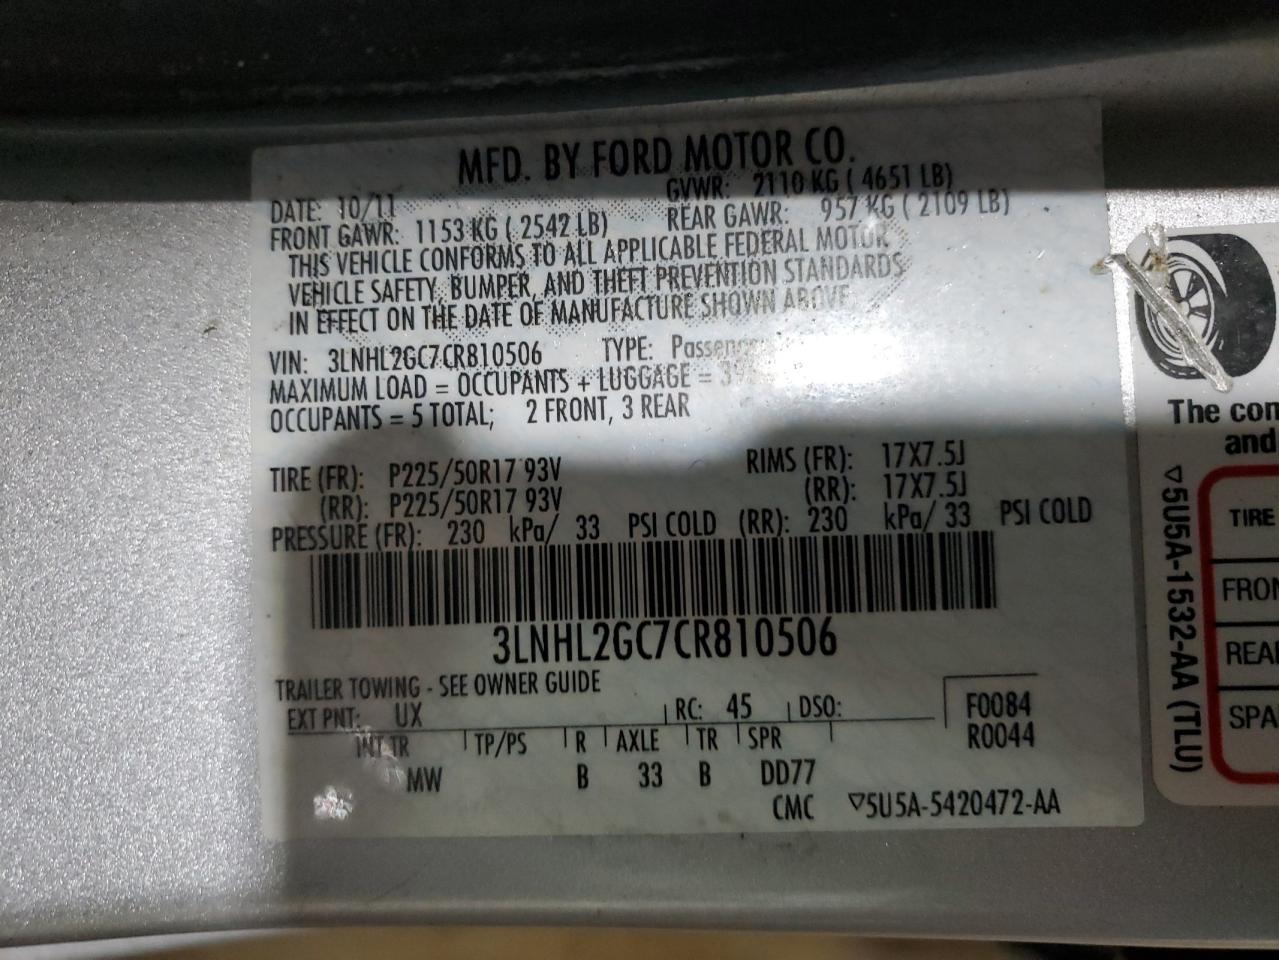 MFD. BY FORD MOTOR CO.
DATE: 10/11 GVWR: 2110 KG ( 4651 LB)
FRONT GAWR: 1153 KG ( 2542 LB) REAR GAWR: 957 KG ( 2109 LB)
THIS VEHICLE CONFORMS TO ALL APPLICABLE FEDERAL MOTOR
VEHICLE SAFETY, BUMPER, AND THEFT PREVENTION STANDARDS
IN EFFECT ON THE DATE OF MANUFACTURE SHOWN ABOVE
VIN: 3LNHL2GC7CR810506 TYPE:
MAXIMUM LOAD = OCCUPANTS + LUGGAGE =
OCCUPANTS = 5 TOTAL; 2 FRONT, 3 REAR
TIRE (FR): P225/50R17 93V RIMS (FR): 17X7.5J
(RR): P225/50R17 93V (RR): 17X7.5J
PRESSURE (FR): 230 kPa/ 33 PSI COLD (RR): 230 kPa/ 33 PSI COLD
3LNHL2GC7CR810506
TRAILER TOWING - SEE OWNER GUIDE
EXT PNT: UX RC: 45 DSO: F0084
INT TR TP/PS R AXLE TR SPR R0044
MW B 33 B DD77
CMC ▽5U5A-5420472-AA
The
and
▽5U5A-1532-AA (TLU)
TIRE